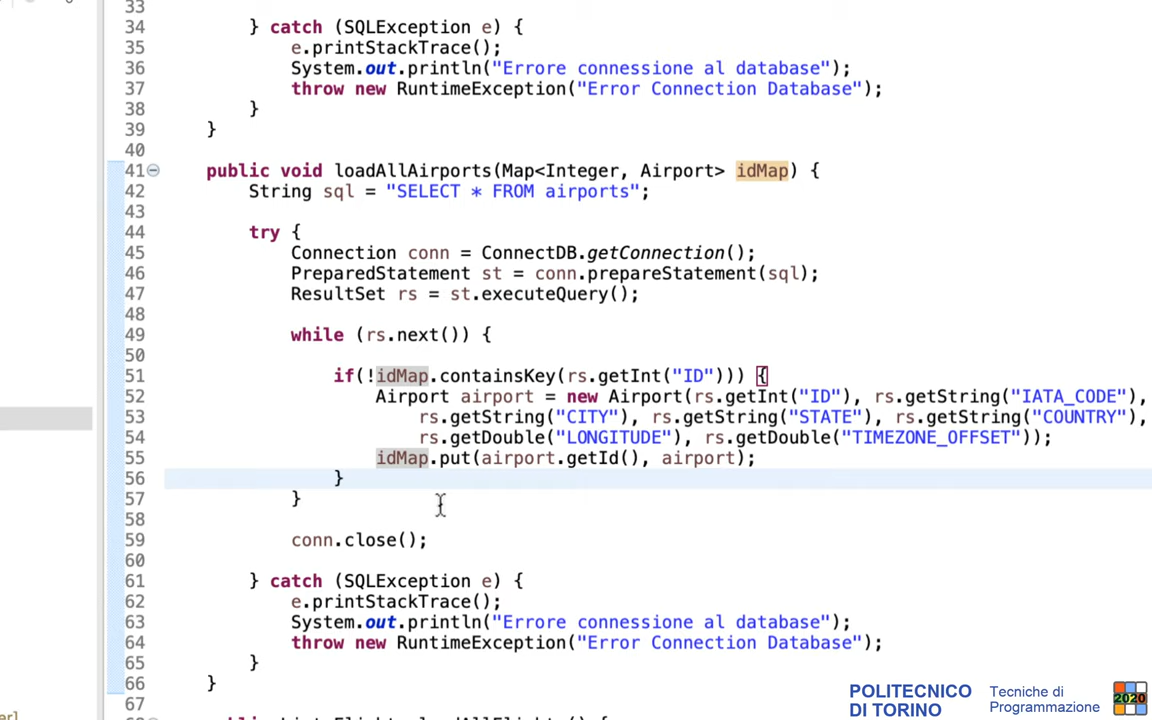 33
34 } catch (SQLException e) {
35 e.printStackTrace();
36 System.out.println("Errore connessione al database");
37 throw new RuntimeException("Error Connection Database");
38 }
39 }
40
41 public void loadAllAirports(Map<Integer, Airport> idMap) {
42 String sql = "SELECT * FROM airports";
43
44 try {
45 Connection conn = ConnectDB.getConnection();
46 PreparedStatement st = conn.prepareStatement(sql);
47 ResultSet rs = st.executeQuery();
48
49 while (rs.next()) {
50
51 if(!idMap.containsKey(rs.getInt("ID"))) {
52 Airport airport = new Airport(rs.getInt("ID"), rs.getString("IATA_CODE"),
53 rs.getString("CITY"), rs.getString("STATE"), rs.getString("COUNTRY"),
54 rs.getDouble("LONGITUDE"), rs.getDouble("TIMEZONE_OFFSET"));
55 idMap.put(airport.getId(), airport);
56 }
57 }
58
59 conn.close();
60
61 } catch (SQLException e) {
62 e.printStackTrace();
63 System.out.println("Errore connessione al database");
64 throw new RuntimeException("Error Connection Database");
65 }
66 }
67
POLITECNICO
DI TORINO
Tecniche di
Programmazione
2020